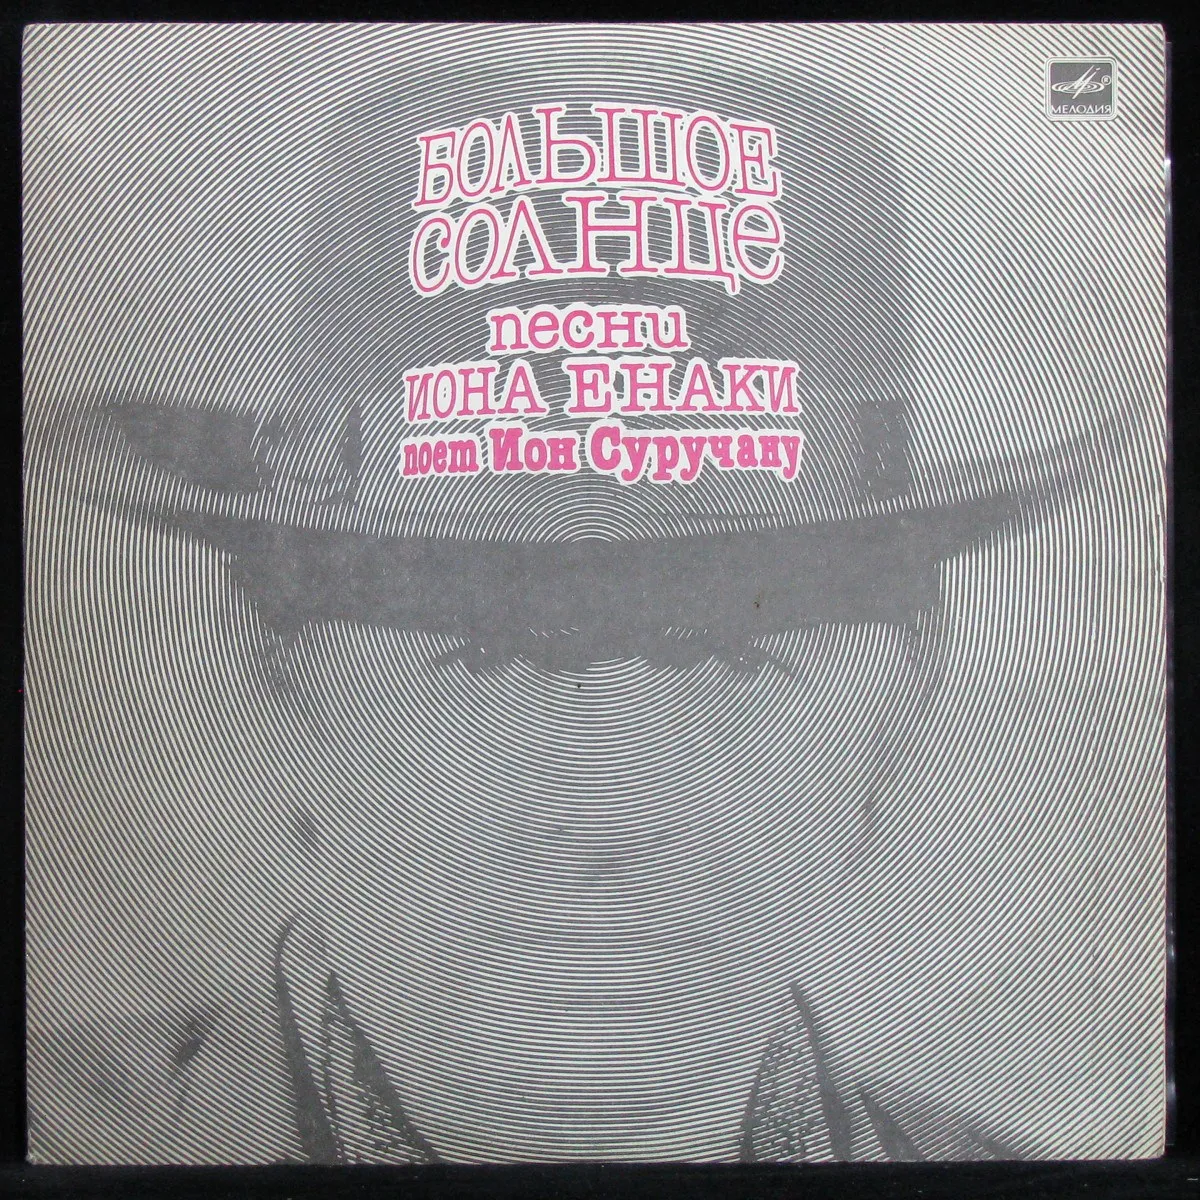 МЕЛОДИЯ
БОЛЬШОЕ
СОЛНЦе
песни
ИОНА ЕНАКИ
поет Ион Суручану